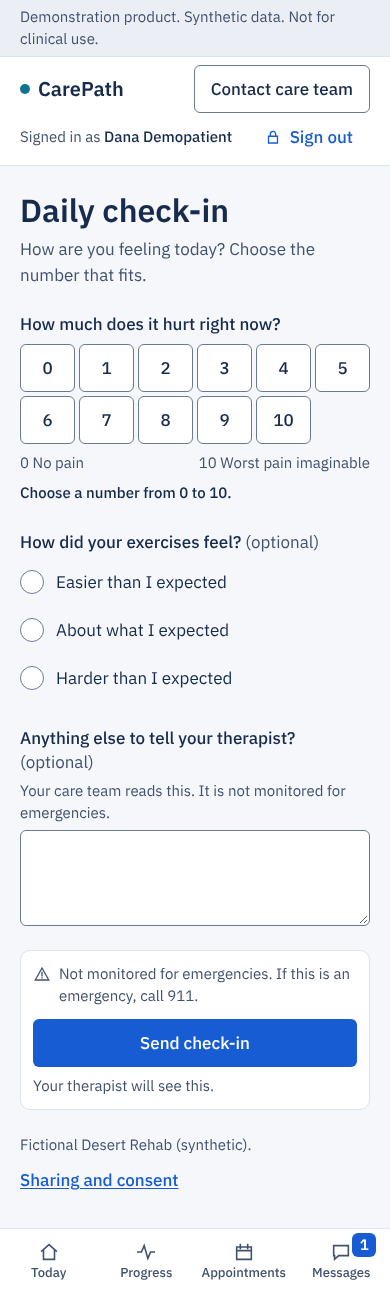 Demonstration product. Synthetic data. Not for
clinical use.
CarePath
Contact care team
Signed in as Dana Demopatient
Sign out
Daily check-in
How are you feeling today? Choose the
number that fits.
How much does it hurt right now?
0 1 2 3 4 5
6 7 8 9 10
0 No pain
10 Worst pain imaginable
Choose a number from 0 to 10.
How did your exercises feel? (optional)
Easier than I expected
About what I expected
Harder than I expected
Anything else to tell your therapist?
(optional)
Your care team reads this. It is not monitored for
emergencies.
Not monitored for emergencies. If this is an
emergency, call 911.
Send check-in
Your therapist will see this.
Fictional Desert Rehab (synthetic).
Sharing and consent
1
Today Progress Appointments Messages